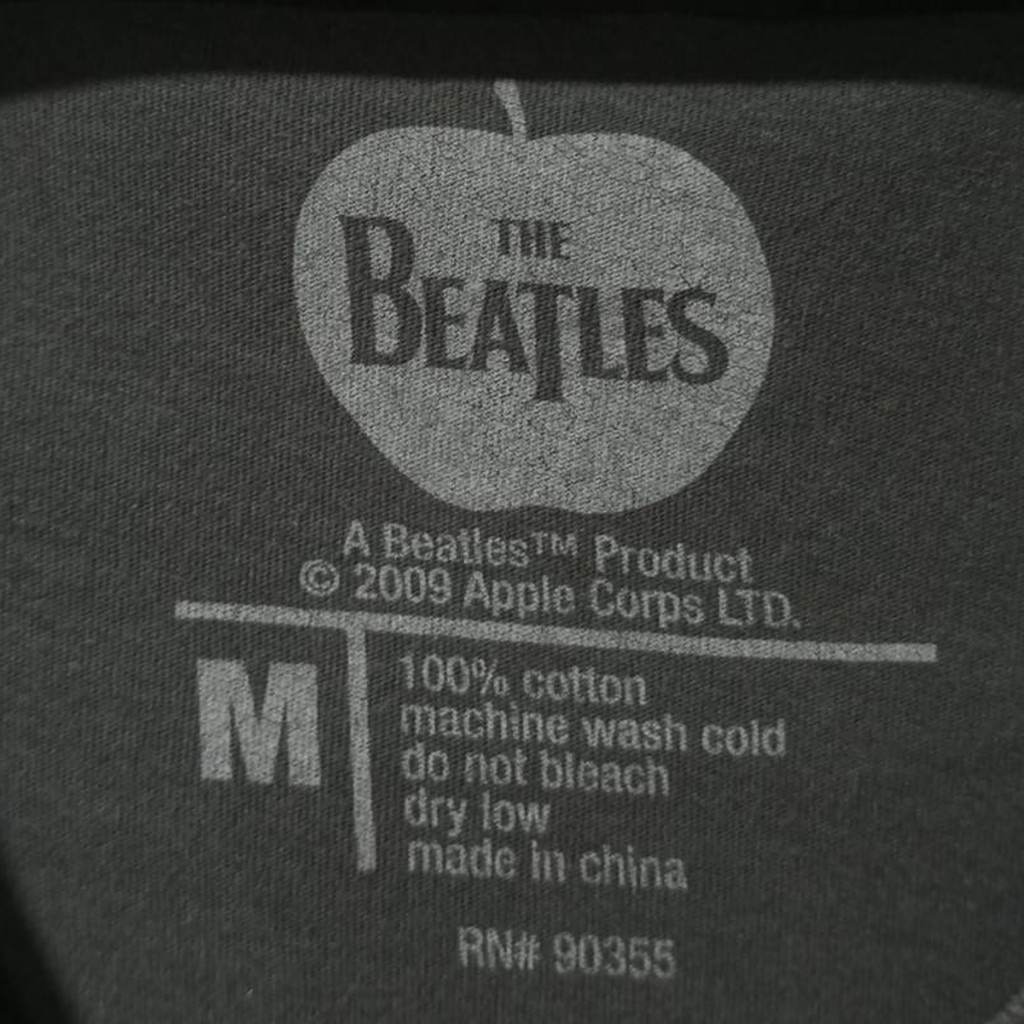 THE
BEATLES
A Beatles™ Product
© 2009 Apple Corps LTD.
M
100% cotton
machine wash cold
do not bleach
dry low
made in china
RN# 90355